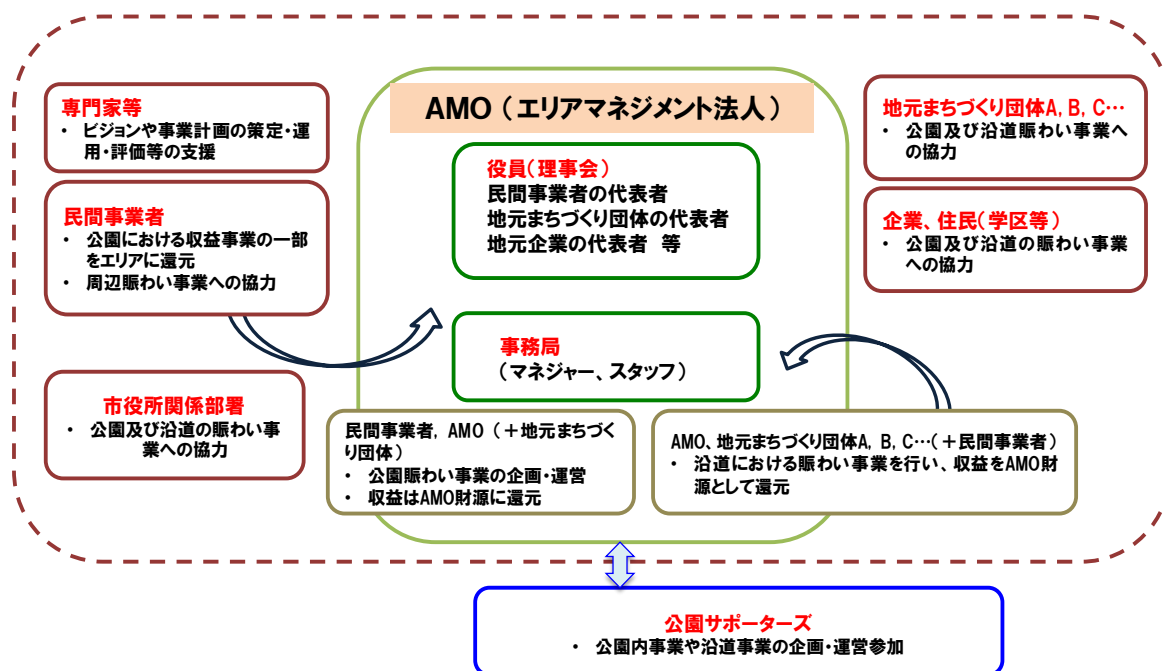 AMO（エリアマネジメント法人）
専門家等
• ビジョンや事業計画の策定・運
用・評価等の支援
民間事業者
• 公園における収益事業の一部
をエリアに還元
• 周辺賑わい事業への協力
市役所関係部署
• 公園及び沿道の賑わい事
業への協力
役員（理事会）
民間事業者の代表者
地元まちづくり団体の代表者
地元企業の代表者 等
事務局
（マネジャー、スタッフ）
民間事業者, AMO （＋地元まちづく
り団体）
• 公園賑わい事業の企画・運営
• 収益はAMO財源に還元
地元まちづくり団体A, B, C…
• 公園及び沿道賑わい事業へ
の協力
企業、住民（学区等）
• 公園及び沿道の賑わい事業
への協力
AMO、地元まちづくり団体A, B, C…（＋民間事業者）
• 沿道における賑わい事業を行い、収益をAMO財
源として還元
公園サポーターズ
• 公園内事業や沿道事業の企画・運営参加